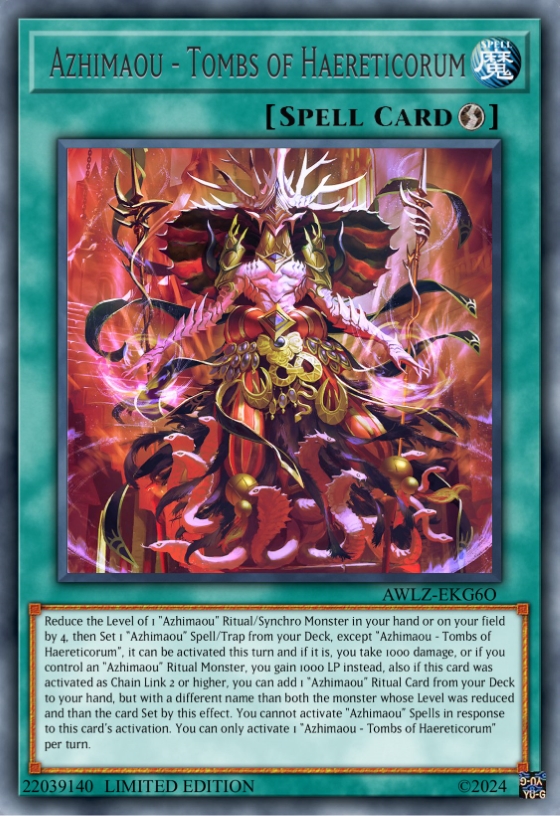 Azhimaou - Tombs of Haereticorum
SPELL
魔
[Spell Card]
AWLZ-EKG6O
Reduce the Level of 1 "Azhimaou" Ritual/Synchro Monster in your hand or on your field
by 4, then Set 1 "Azhimaou" Spell/Trap from your Deck, except "Azhimaou - Tombs of
Haereticorum", it can be activated this turn and if it is, you take 1000 damage, or if you
control an "Azhimaou" Ritual Monster, you gain 1000 LP instead, also if this card was
activated as Chain Link 2 or higher, you can add 1 "Azhimaou" Ritual Card from your Deck
to your hand, but with a different name than both the monster whose Level was reduced
and than the card Set by this effect. You cannot activate "Azhimaou" Spells in response
to this card's activation. You can only activate 1 "Azhimaou - Tombs of Haereticorum"
per turn.
22039140 LIMITED EDITION
©2024